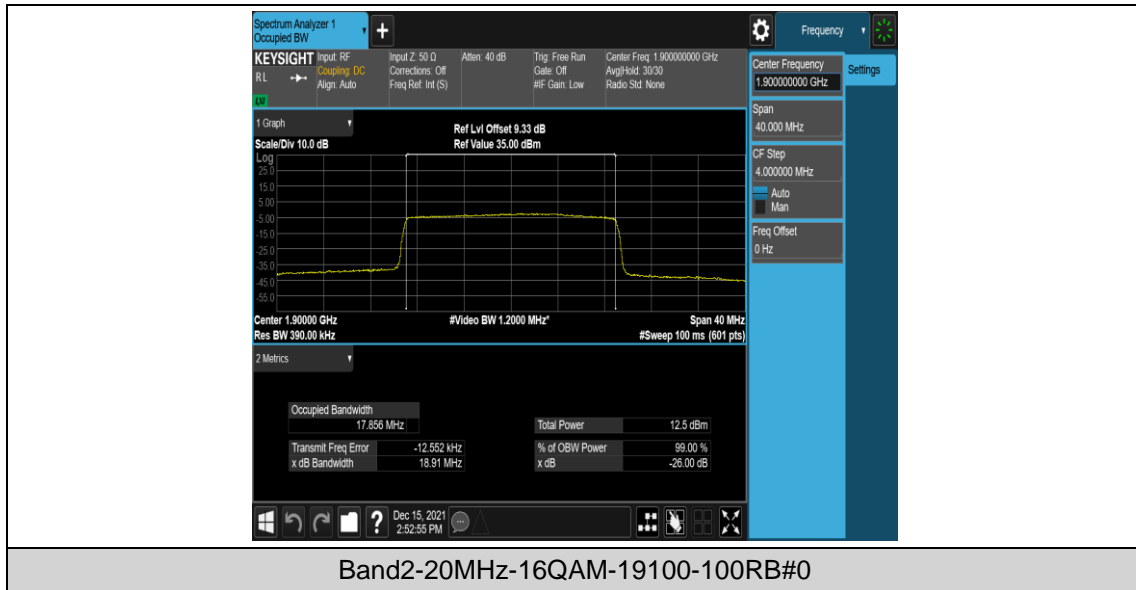 Spectrum Analyzer 1
Occupied BW
+
Frequency
KEYSIGHT Input: RF Input Z: 50 Ω Atten: 40 dB Trig: Free Run Center Freq: 1.900000000 GHz
RL Coupling: DC Corrections: Off Gate: Off Avg|Hold: 30/30
Align: Auto Freq Ref: Int (S) #IF Gain: Low Radio Std: None
LXI
Center Frequency
1.900000000 GHz
Settings
Span
40.000 MHz
CF Step
4.000000 MHz
Auto
Man
Freq Offset
0 Hz
1 Graph
Ref Lvl Offset 9.33 dB
Scale/Div 10.0 dB Ref Value 35.00 dBm
Log
25.0
15.0
5.00
-5.00
-15.0
-25.0
-35.0
-45.0
-55.0
Center 1.90000 GHz #Video BW 1.2000 MHz* Span 40 MHz
Res BW 390.00 kHz #Sweep 100 ms (601 pts)
2 Metrics
Occupied Bandwidth
17.856 MHz Total Power 12.5 dBm
Transmit Freq Error -12.552 kHz % of OBW Power 99.00 %
x dB Bandwidth 18.91 MHz x dB -26.00 dB
? Dec 15, 2021
2:52:55 PM
Band2-20MHz-16QAM-19100-100RB#0